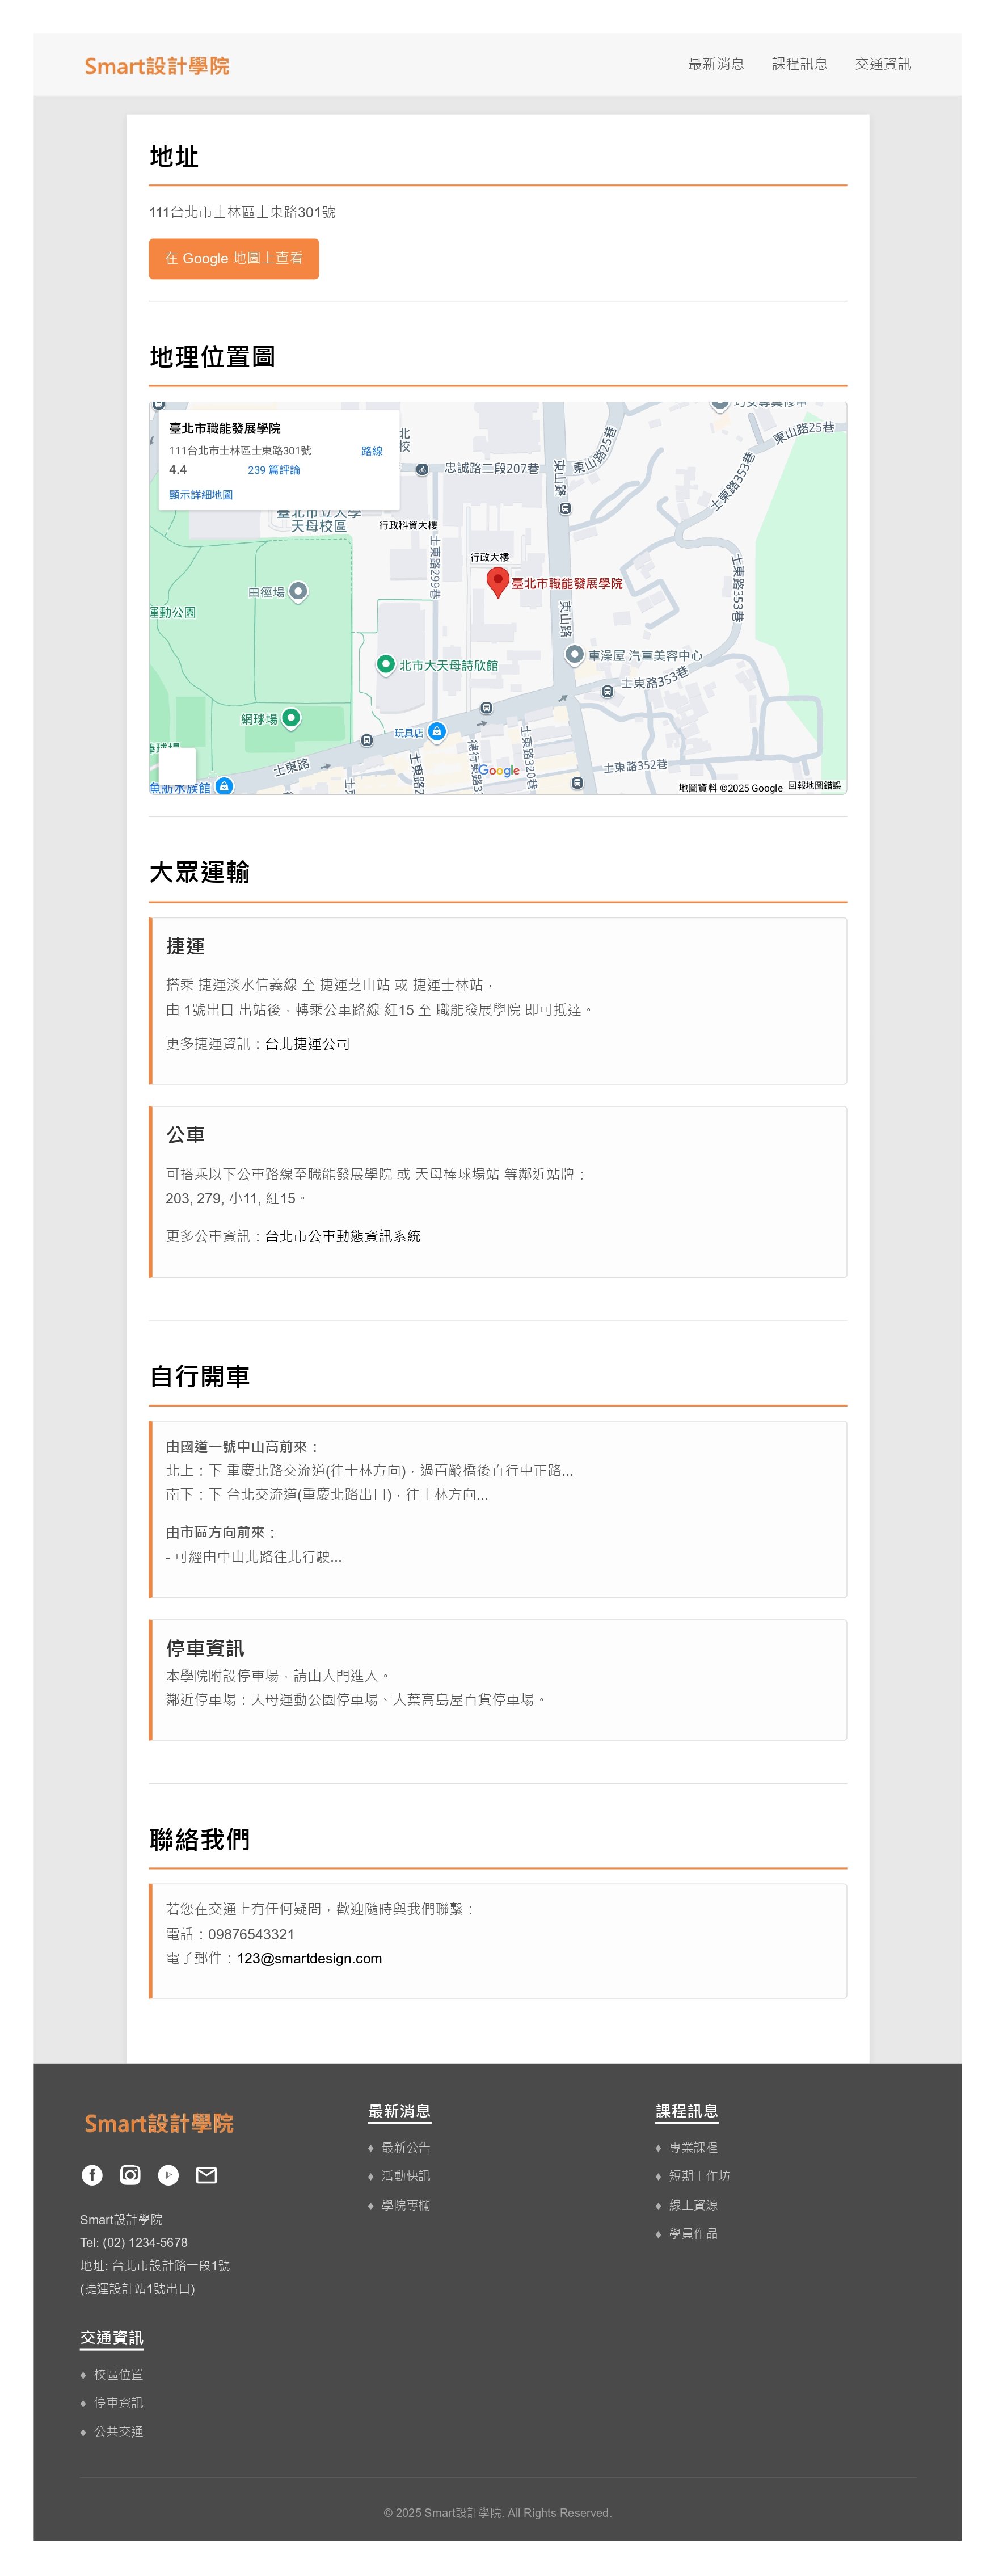 Smart設計學院
最新消息 課程訊息 交通資訊
地址
111台北市士林區士東路301號
在 Google 地圖上查看
地理位置圖
臺北市職能發展學院
111台北市士林區士東路301號 路線
4.4 239 篇評論
顯示詳細地圖
北
校
忠誠路二段207巷
東山路
東山路25巷
東山路25巷
士東路353巷
臺北市立大學
天母校區
行政科資大樓
士東路299巷
行政大樓
臺北市職能發展學院
田徑場
運動公園
東山路
士東路353巷
車澡屋 汽車美容中心
北市大天母詩欣館
士東路353巷
網球場
玩具店
士東路
士東路320巷
士東路352巷
Google
地圖資料 ©2025 Google 回報地圖錯誤
大眾運輸
捷運
搭乘 捷運淡水信義線 至 捷運芝山站 或 捷運士林站，
由 1號出口 出站後，轉乘公車路線 紅15 至 職能發展學院 即可抵達。
更多捷運資訊：台北捷運公司
公車
可搭乘以下公車路線至職能發展學院 或 天母棒球場站 等鄰近站牌：
203, 279, 小11, 紅15。
更多公車資訊：台北市公車動態資訊系統
自行開車
由國道一號中山高前來：
北上：下 重慶北路交流道(往士林方向)，過百齡橋後直行中正路...
南下：下 台北交流道(重慶北路出口)，往士林方向...
由市區方向前來：
- 可經由中山北路往北行駛...
停車資訊
本學院附設停車場，請由大門進入。
鄰近停車場：天母運動公園停車場、大葉高島屋百貨停車場。
聯絡我們
若您在交通上有任何疑問，歡迎隨時與我們聯繫：
電話：09876543321
電子郵件：123@smartdesign.com
Smart設計學院
Smart設計學院
Tel: (02) 1234-5678
地址: 台北市設計路一段1號
(捷運設計站1號出口)
最新消息
♦ 最新公告
♦ 活動快訊
♦ 學院專欄
課程訊息
♦ 專業課程
♦ 短期工作坊
♦ 線上資源
♦ 學員作品
交通資訊
♦ 校區位置
♦ 停車資訊
♦ 公共交通
© 2025 Smart設計學院. All Rights Reserved.